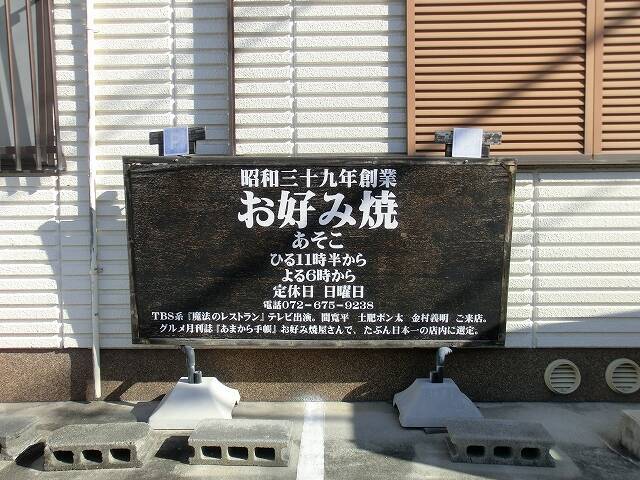 昭和三十九年創業
お好み焼
あそこ
ひる11時半から
よる6時から
定休日 日曜日
電話072-675-9238
TBS系『魔法のレストラン』テレビ出演。間寛平 土肥ポン太 金村義明 ご来店。
グルメ月刊誌『あまから手帳』お好み焼屋さんで、たぶん日本一の店内に選定。